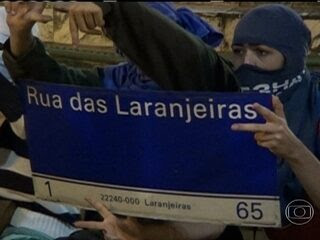 Rua das Laranjeiras
1
22240-000 Laranjeiras
65